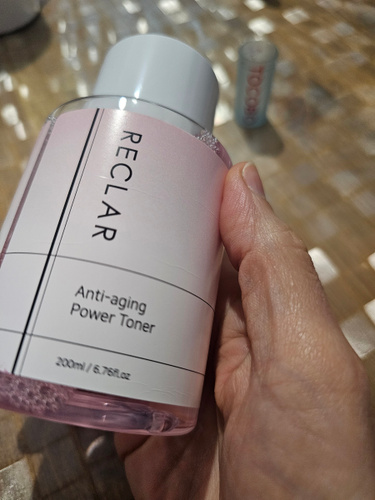 RECLAR
Anti-aging
Power Toner
200ml / 6.76fl.oz